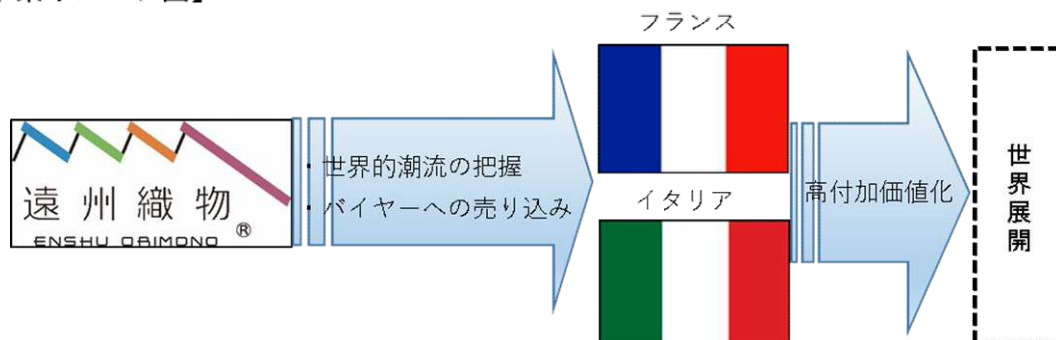 フランス
・世界的潮流の把握
・バイヤーへの売り込み
遠州織物
ENSHU ORIMONO ®
イタリア
高付加価値化
世界展開